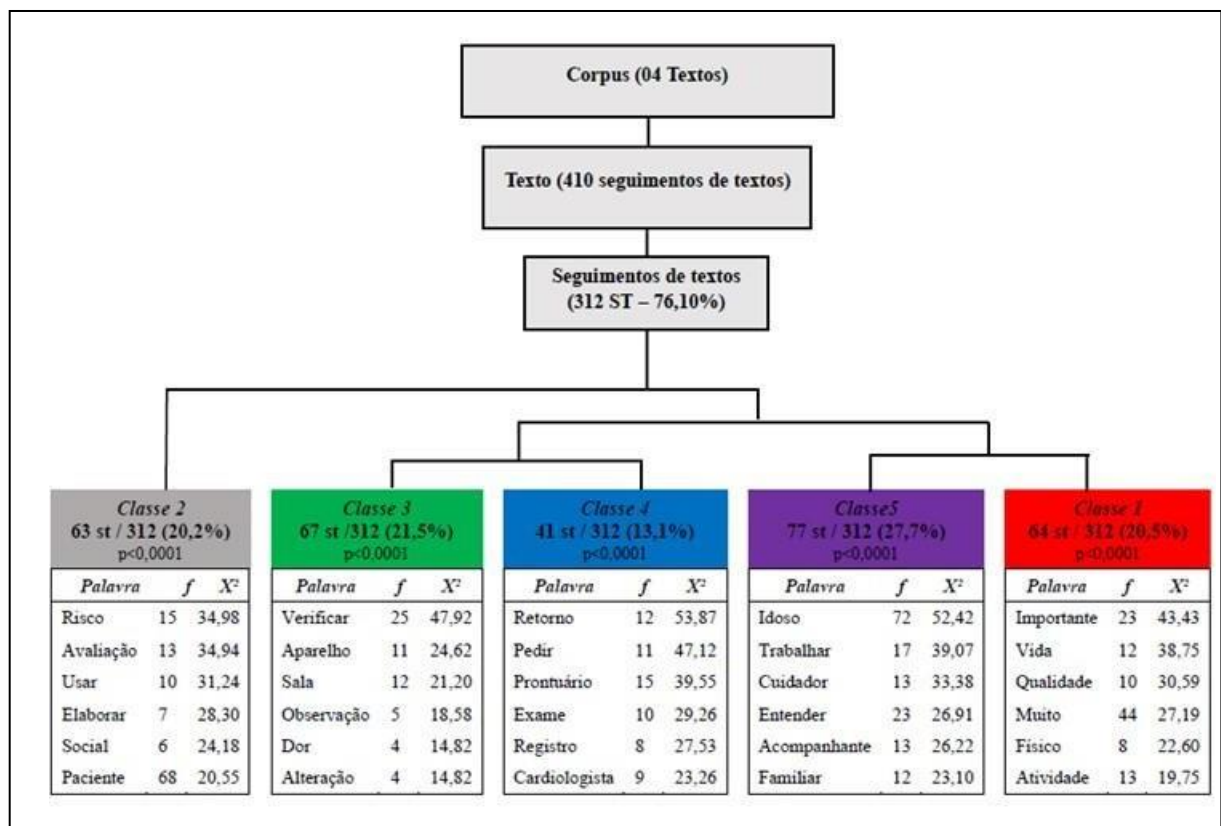 Corpus (04 Textos)
Texto (410 seguimentos de textos)
Seguimentos de textos
(312 ST – 76,10%)
Classe 2
63 st / 312 (20,2%)
p<0,0001
Palavra f X²
Risco 15 34,98
Avaliação 13 34,94
Usar 10 31,24
Elaborar 7 28,30
Social 6 24,18
Paciente 68 20,55
Classe 3
67 st /312 (21,5%)
p<0,0001
Palavra f X²
Verificar 25 47,92
Aparelho 11 24,62
Sala 12 21,20
Observação 5 18,58
Dor 4 14,82
Alteração 4 14,82
Classe 4
41 st / 312 (13,1%)
p<0,0001
Palavra f X²
Retorno 12 53,87
Pedir 11 47,12
Prontuário 15 39,55
Exame 10 29,26
Registro 8 27,53
Cardiologista 9 23,26
Classe5
77 st / 312 (27,7%)
p<0,0001
Palavra f X²
Idoso 72 52,42
Trabalhar 17 39,07
Cuidador 13 33,38
Entender 23 26,91
Acompanhante 13 26,22
Familiar 12 23,10
Classe 1
64 st / 312 (20,5%)
p<0,0001
Palavra f X²
Importante 23 43,43
Vida 12 38,75
Qualidade 10 30,59
Muito 44 27,19
Físico 8 22,60
Atividade 13 19,75